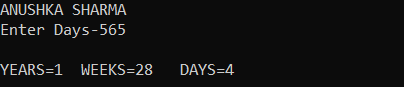 ANUSHKA SHARMA
Enter Days-565
YEARS=1  WEEKS=28   DAYS=4